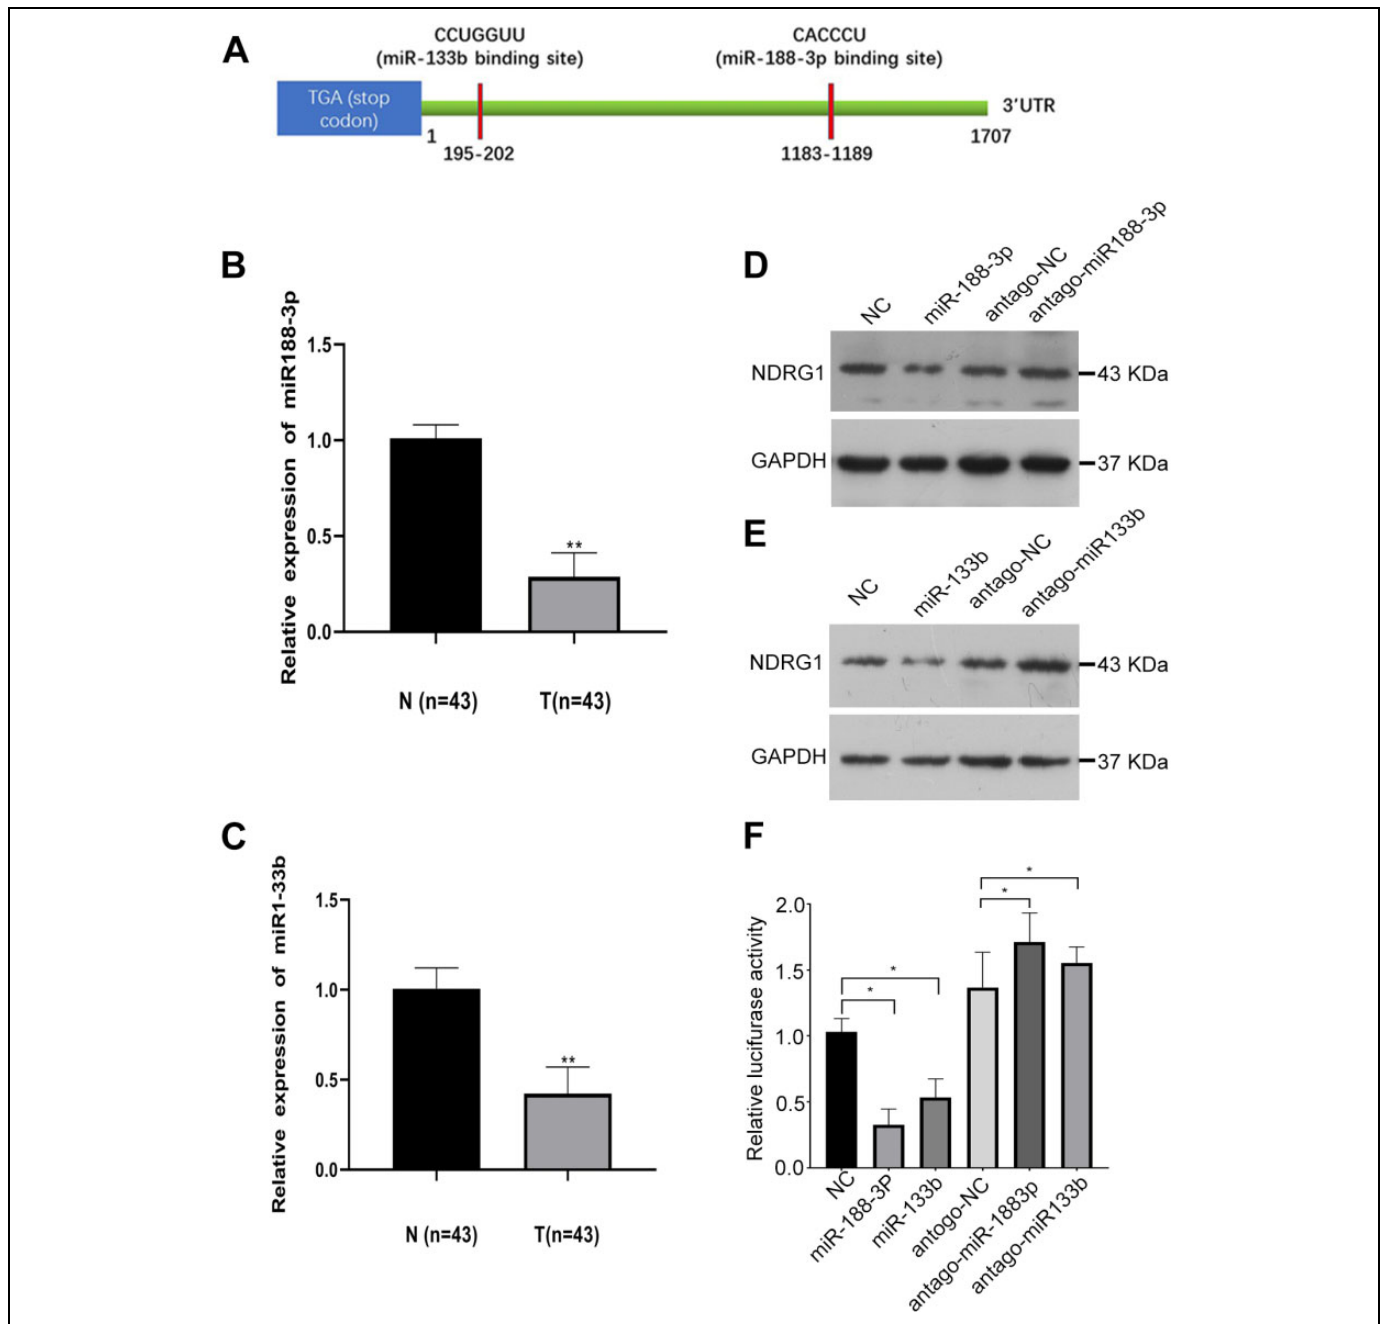 A
CCUGGUU
(miR-133b binding site)
CACCCU
(miR-188-3p binding site)
TGA (stop
codon)
3'UTR
1
195-202
1183-1189
1707
B
Relative expression of miR188-3p
1.5
1.0
0.5
0.0
**
N (n=43)
T(n=43)
C
Relative expression of miR1-33b
1.5
1.0
0.5
0.0
**
N (n=43)
T(n=43)
D
NC
miR-188-3p
antago-NC
antago-miR188-3p
NDRG1
43 KDa
GAPDH
37 KDa
E
NC
miR-133b
antago-NC
antago-miR133b
NDRG1
43 KDa
GAPDH
37 KDa
F
Relative lucifurase activity
2.0
1.5
1.0
0.5
0.0
*
*
*
*
NC
miR-188-3P
miR-133b
antogo-NC
antago-miR-1883p
antago-miR133b